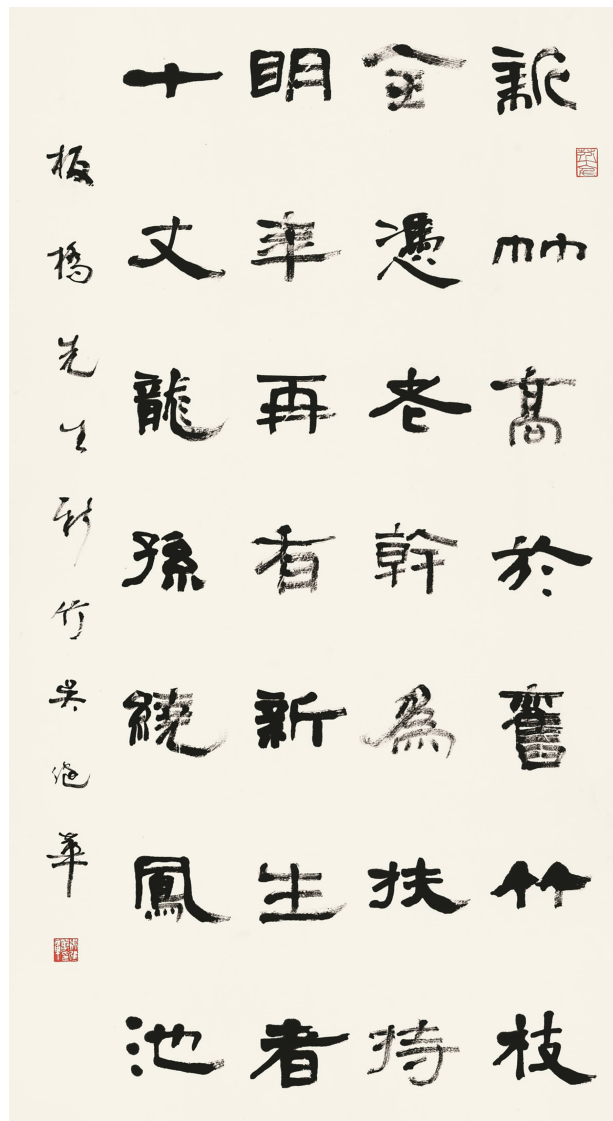 新竹高於舊竹枝
全憑老幹為扶持
明年再有新生者
十丈龍孫繞鳳池
板橋先生新竹吳
華